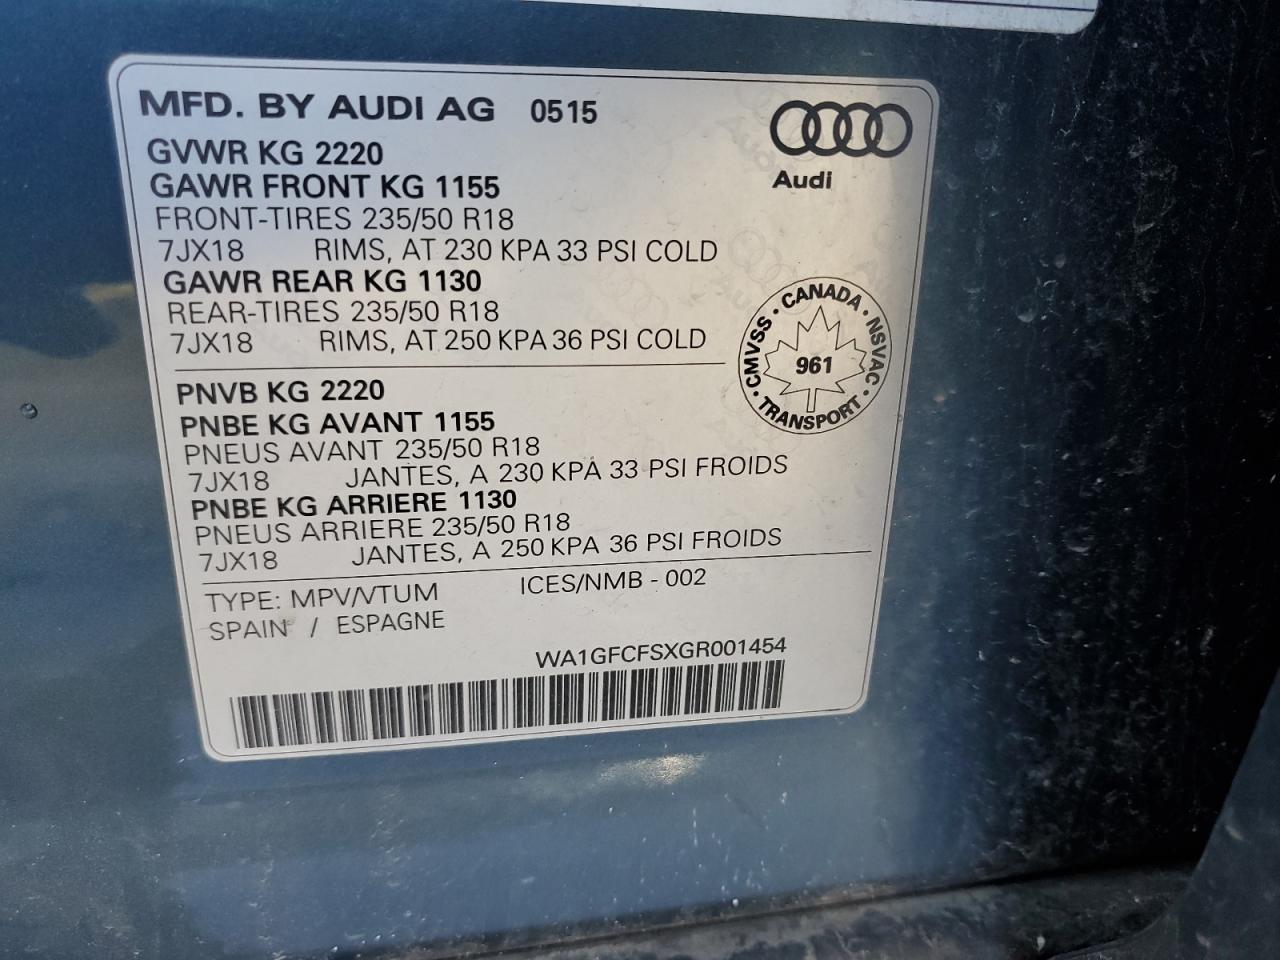 MFD. BY AUDI AG 0515
Audi
GVWR KG 2220
GAWR FRONT KG 1155
FRONT-TIRES 235/50 R18
7JX18 RIMS, AT 230 KPA 33 PSI COLD
GAWR REAR KG 1130
REAR-TIRES 235/50 R18
7JX18 RIMS, AT 250 KPA 36 PSI COLD
CMVSS • CANADA • NSVAC • TRANSPORT •
961
PNVB KG 2220
PNBE KG AVANT 1155
PNEUS AVANT 235/50 R18
7JX18 JANTES, A 230 KPA 33 PSI FROIDS
PNBE KG ARRIERE 1130
PNEUS ARRIERE 235/50 R18
7JX18 JANTES, A 250 KPA 36 PSI FROIDS
TYPE: MPV/VTUM ICES/NMB - 002
SPAIN / ESPAGNE
WA1GFCFSXGR001454